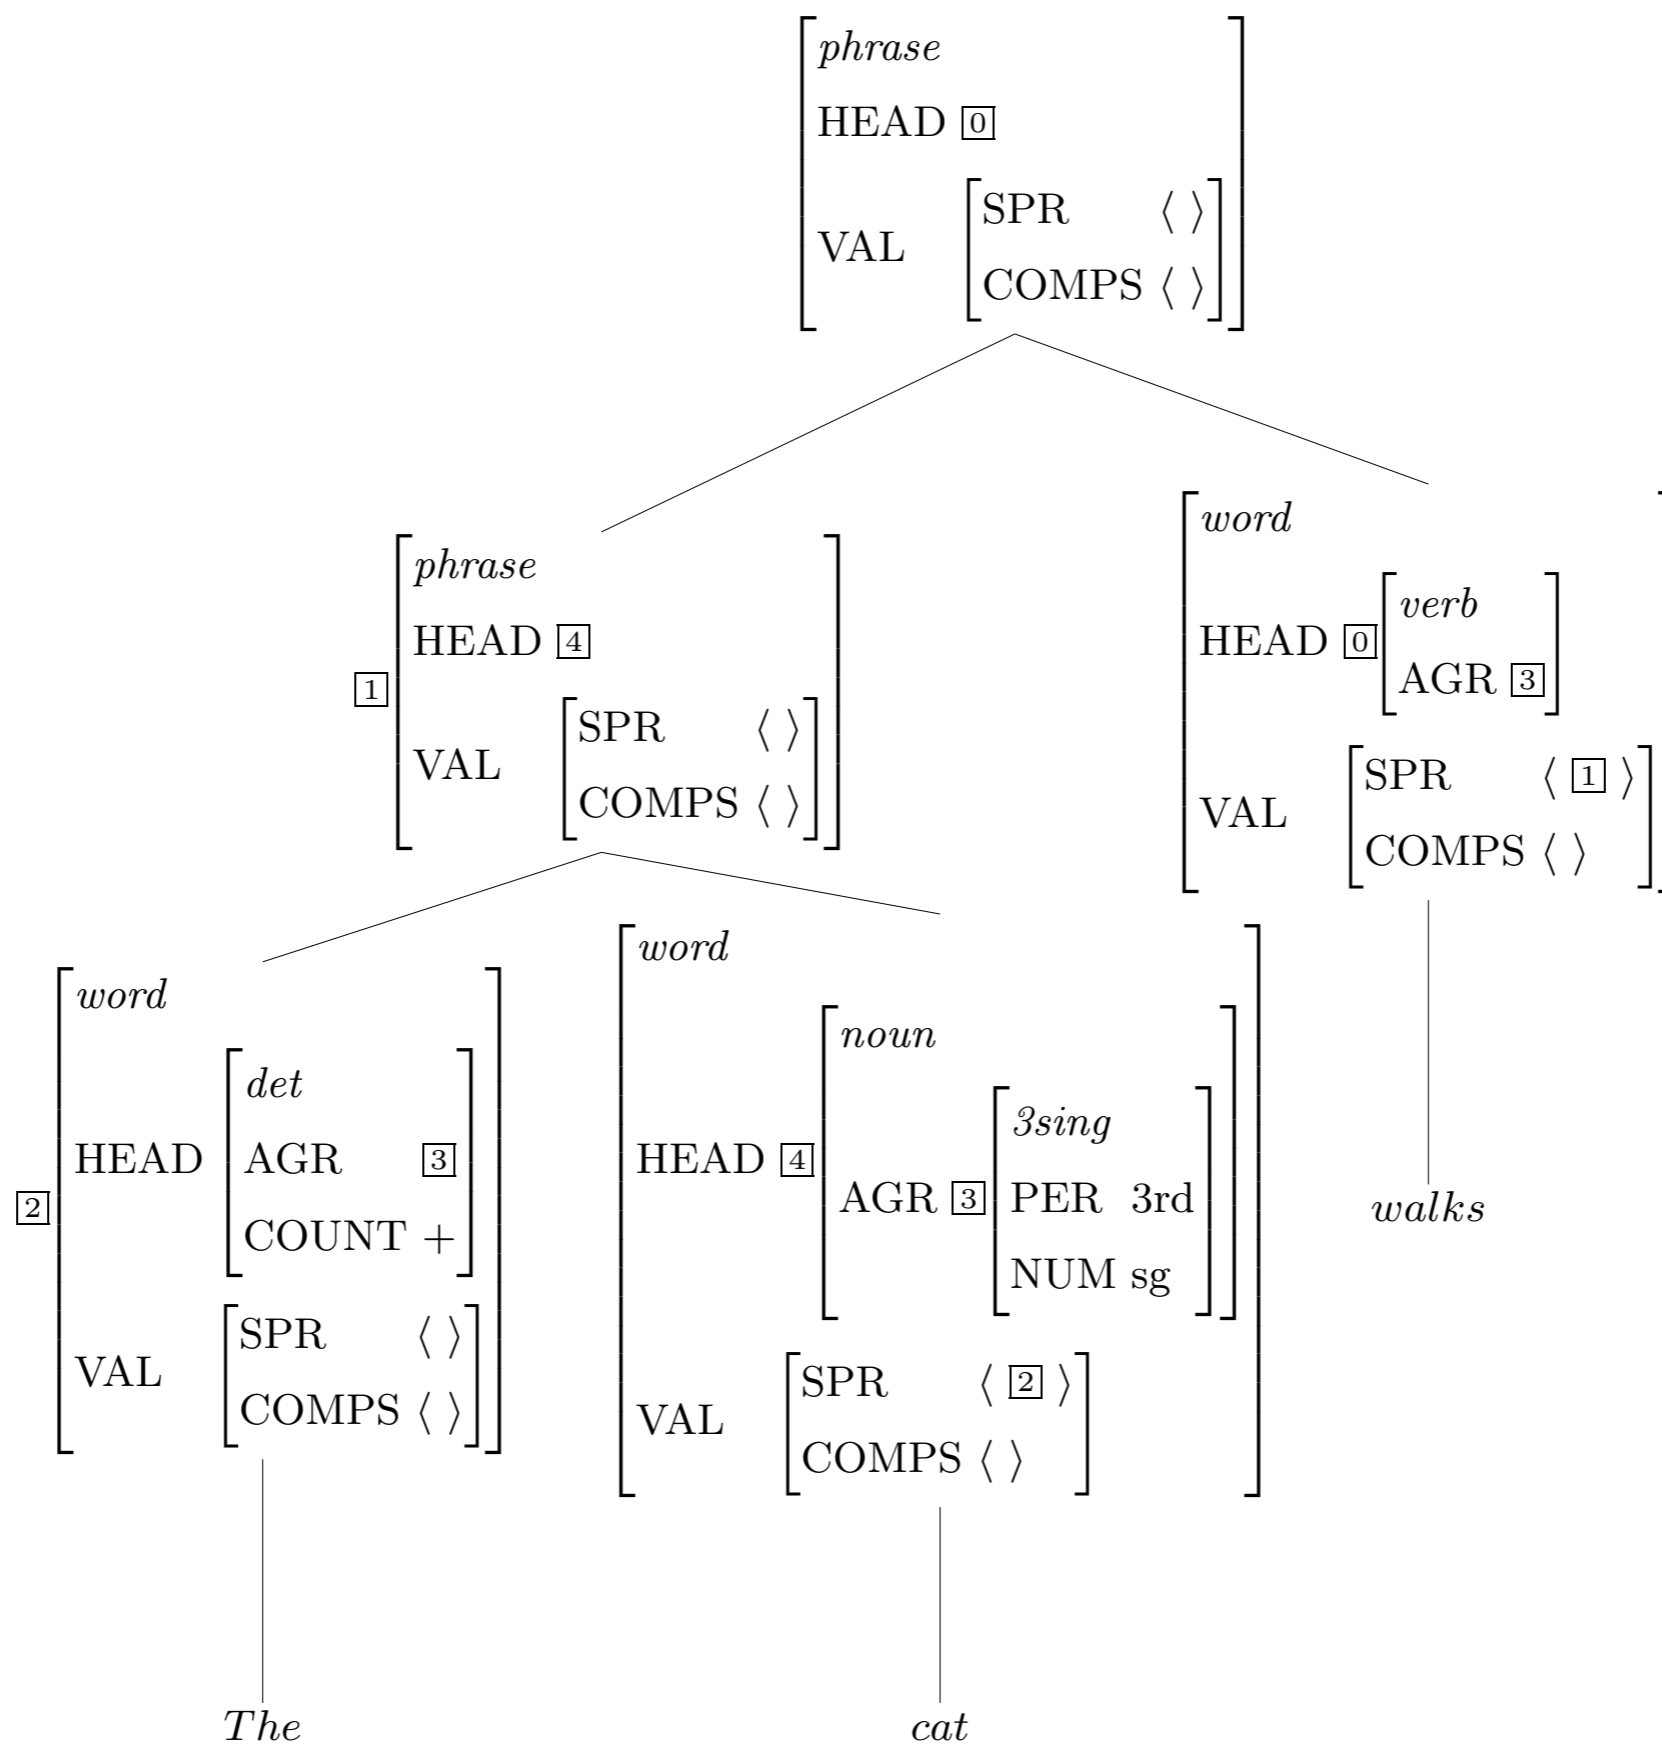 phrase
HEAD 0
VAL
SPR ⟨ ⟩
COMPS ⟨ ⟩
1
phrase
HEAD 4
VAL
SPR ⟨ ⟩
COMPS ⟨ ⟩
word
HEAD 0
verb
AGR 3
VAL
SPR ⟨ 1 ⟩
COMPS ⟨ ⟩
2
word
HEAD
det
AGR 3
COUNT +
VAL
SPR ⟨ ⟩
COMPS ⟨ ⟩
word
HEAD 4
noun
AGR 3
3sing
PER 3rd
NUM sg
VAL
SPR ⟨ 2 ⟩
COMPS ⟨ ⟩
walks
The
cat